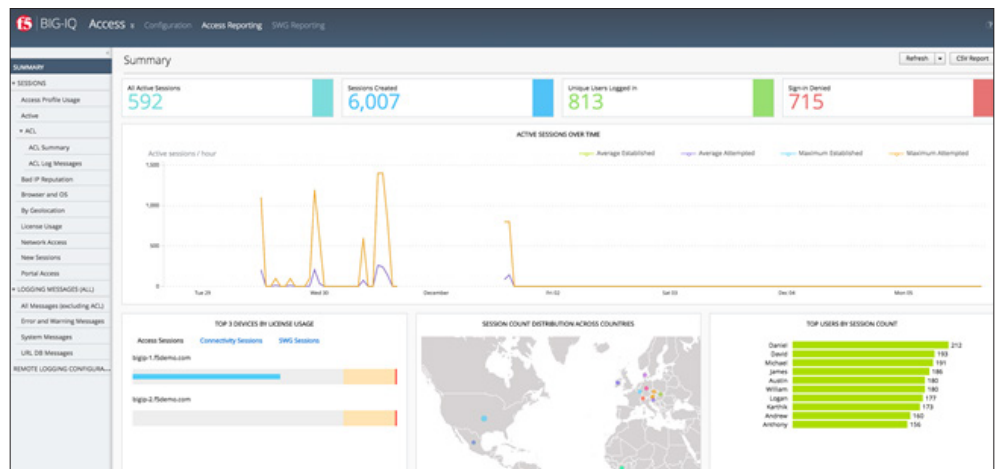 f5 BIG-IQ Access Configuration Access Reporting SWG Reporting
Summary
Refresh CSV Report
SUMMARY
SESSIONS
Access Profile Usage
Active
ACL
ACL Summary
ACL Log Messages
Bad IP Reputation
Browser and OS
By Geolocation
License Usage
Network Access
New Sessions
Portal Access
LOGGING MESSAGES (ALL)
All Messages (excluding ACL)
Error and Warning Messages
System Messages
URL DB Messages
REMOTE LOGGING CONFIGURA...
All Active Sessions
592
Sessions Created
6,007
Unique Users Logged In
813
Sign-in Denied
715
ACTIVE SESSIONS OVER TIME
Active sessions / hour
Average Established Average Attempted Maximum Established Maximum Attempted
1,500
1,000
500
0
Tue 29 Wed 30 December Fri 02 Sat 03 Dec 04 Mon 05
TOP 3 DEVICES BY LICENSE USAGE
Access Sessions Connectivity Sessions SWG Sessions
bigip-1.f5demo.com
bigip-2.f5demo.com
SESSION COUNT DISTRIBUTION ACROSS COUNTRIES
TOP USERS BY SESSION COUNT
Daniel 212
David 193
Michael 191
James 186
Austin 180
William 180
Logan 177
Karthik 173
Andrew 160
Anthony 156